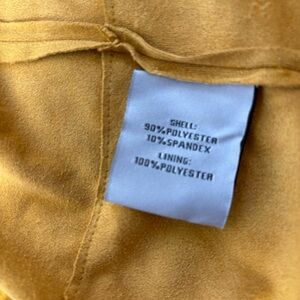 SHELL:
90%POLYESTER
10%SPANDEX
LINING:
100%POLYESTER